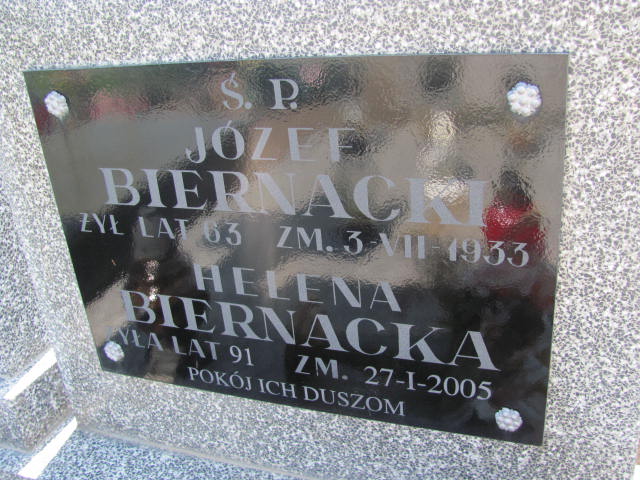 Ś. P.
JÓZEF
BIERNACKI
ŻYŁ LAT 63 ZM. 3-VII-1933
HELENA
BIERNACKA
YŁA LAT 91 ZM. 27-I-2005
POKÓJ ICH DUSZOM